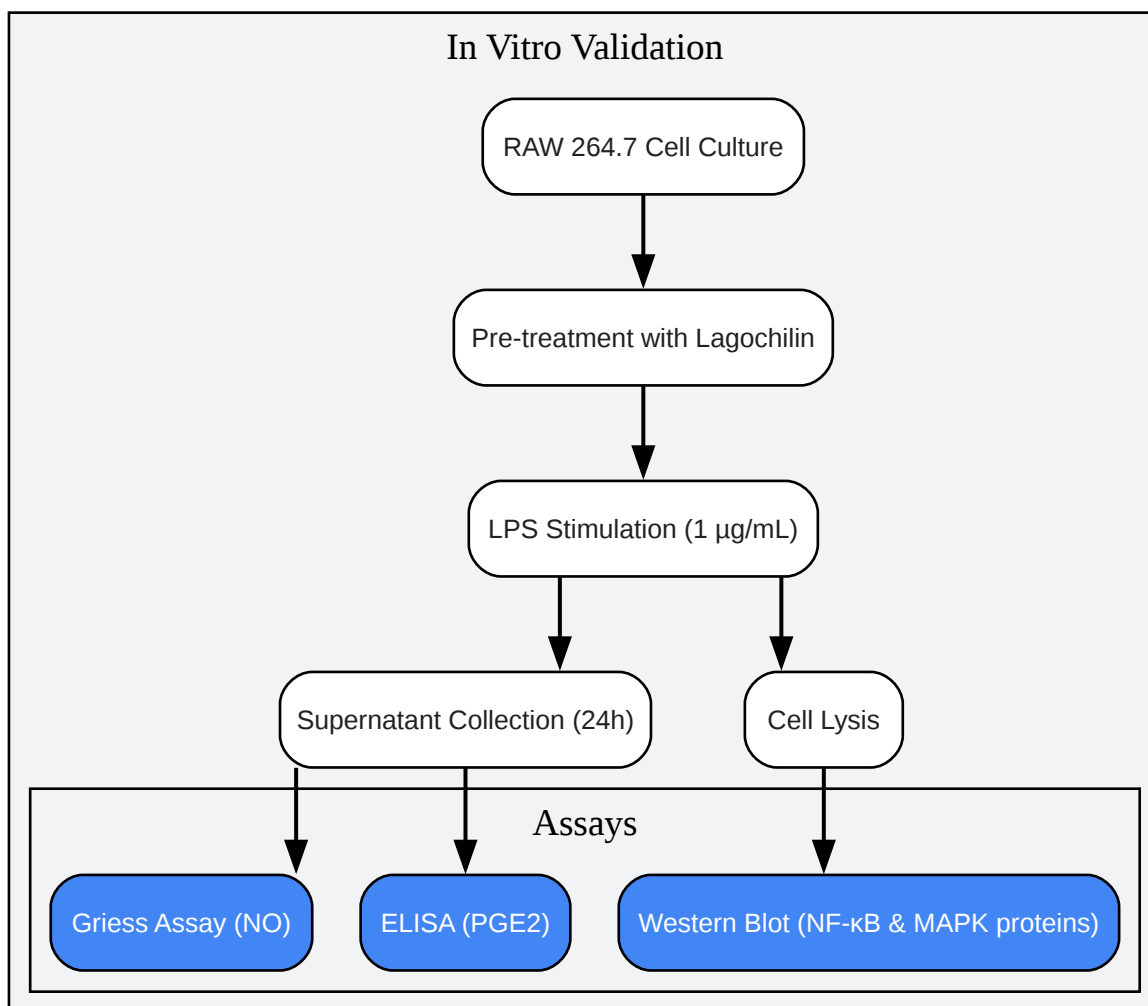 In Vitro Validation
RAW 264.7 Cell Culture
Pre-treatment with Lagochilin
LPS Stimulation (1 µg/mL)
Supernatant Collection (24h)
Cell Lysis
Assays
Griess Assay (NO)
ELISA (PGE2)
Western Blot (NF-κB & MAPK proteins)